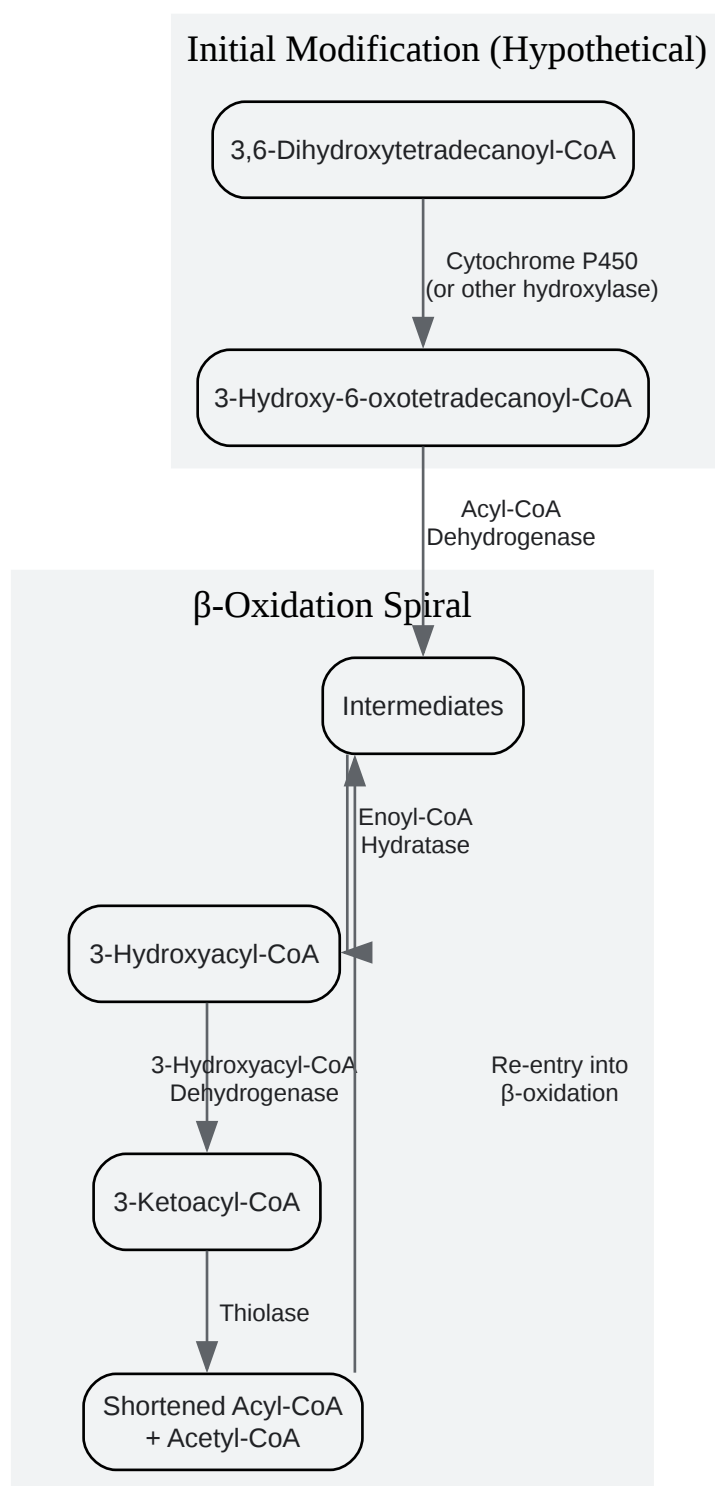 Initial Modification (Hypothetical)
3,6-Dihydroxytetradecanoyl-CoA
Cytochrome P450
(or other hydroxylase)
3-Hydroxy-6-oxotetradecanoyl-CoA
Acyl-CoA
Dehydrogenase
β-Oxidation Spiral
Intermediates
Enoyl-CoA
Hydratase
3-Hydroxyacyl-CoA
3-Hydroxyacyl-CoA
Dehydrogenase
Re-entry into
β-oxidation
3-Ketoacyl-CoA
Thiolase
Shortened Acyl-CoA
+ Acetyl-CoA